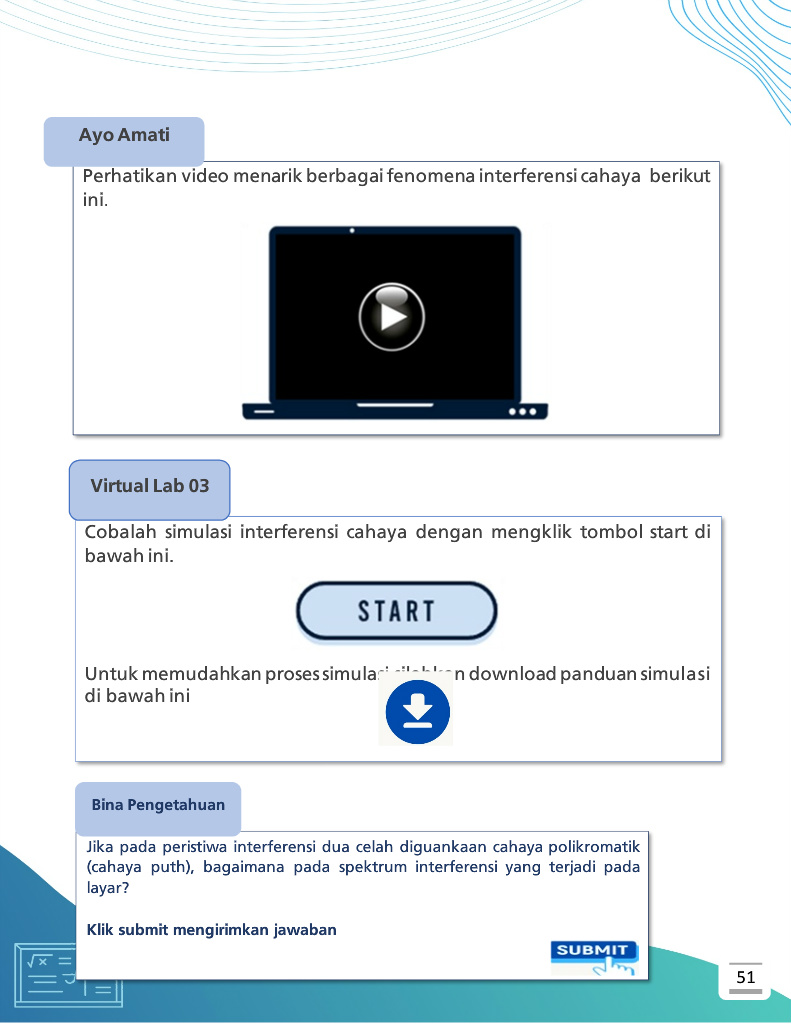 Ayo Amati
Perhatikan video menarik berbagai fenomena interferensi cahaya berikut
ini.
Virtual Lab 03
Cobalah simulasi interferensi cahaya dengan mengklik tombol start di
bawah ini.
START
Untuk memudahkan proses simulasi silahkan download panduan simulasi
di bawah ini
Bina Pengetahuan
Jika pada peristiwa interferensi dua celah diguankaan cahaya polikromatik
(cahaya puth), bagaimana pada spektrum interferensi yang terjadi pada
layar?
Klik submit mengirimkan jawaban
SUBMIT
√x =
51